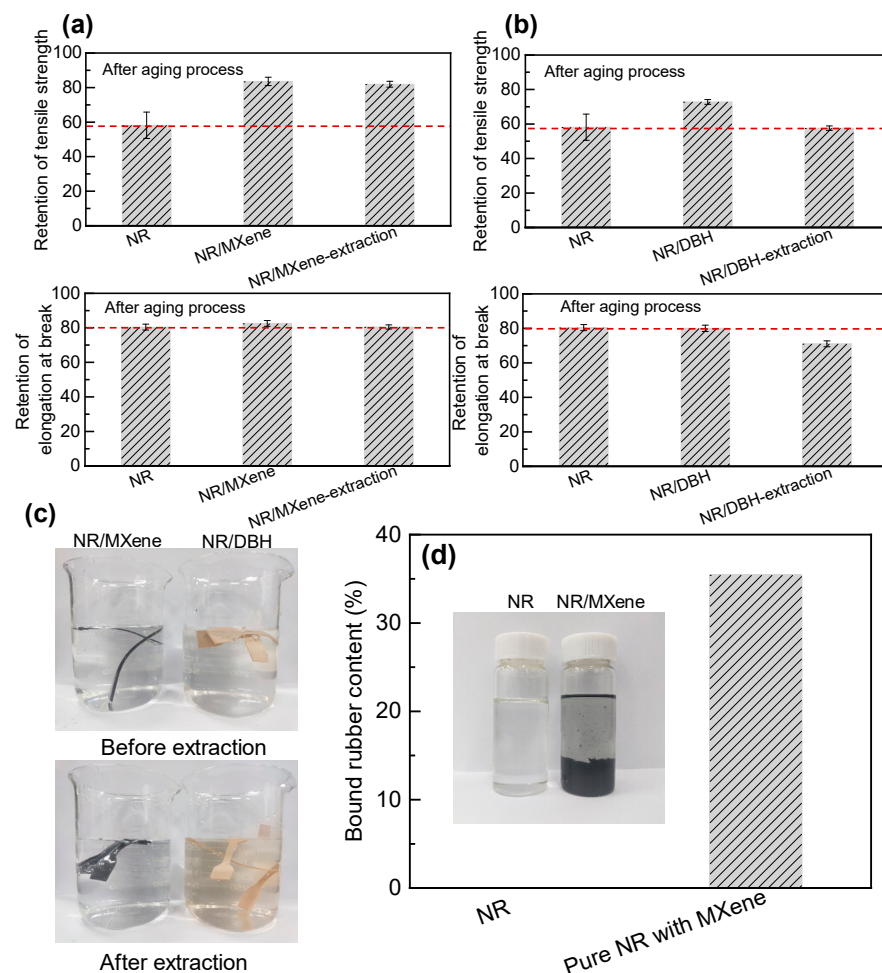 (a)
100
80
60
40
20
0
Retention of tensile strength
After aging process
NR
NR/MXene
NR/MXene-extraction
100
80
60
40
20
0
Retention of
elongation at break
After aging process
NR
NR/MXene
NR/MXene-extraction
(b)
100
80
60
40
20
0
Retention of tensile strength
After aging process
NR
NR/DBH
NR/DBH-extraction
100
80
60
40
20
0
Retention of
elongation at break
After aging process
NR
NR/DBH
NR/DBH-extraction
(c)
NR/MXene
NR/DBH
Before extraction
After extraction
(d)
40
30
20
10
0
Bound rubber content (%)
NR
NR/MXene
NR
Pure NR with MXene